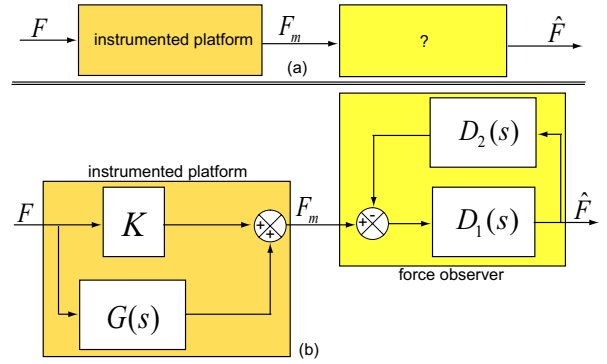 F instrumented platform F_m ? F̂
(a)
instrumented platform
D_2(s)
F K + + F_m + - D_1(s) F̂
G(s)
force observer
(b)